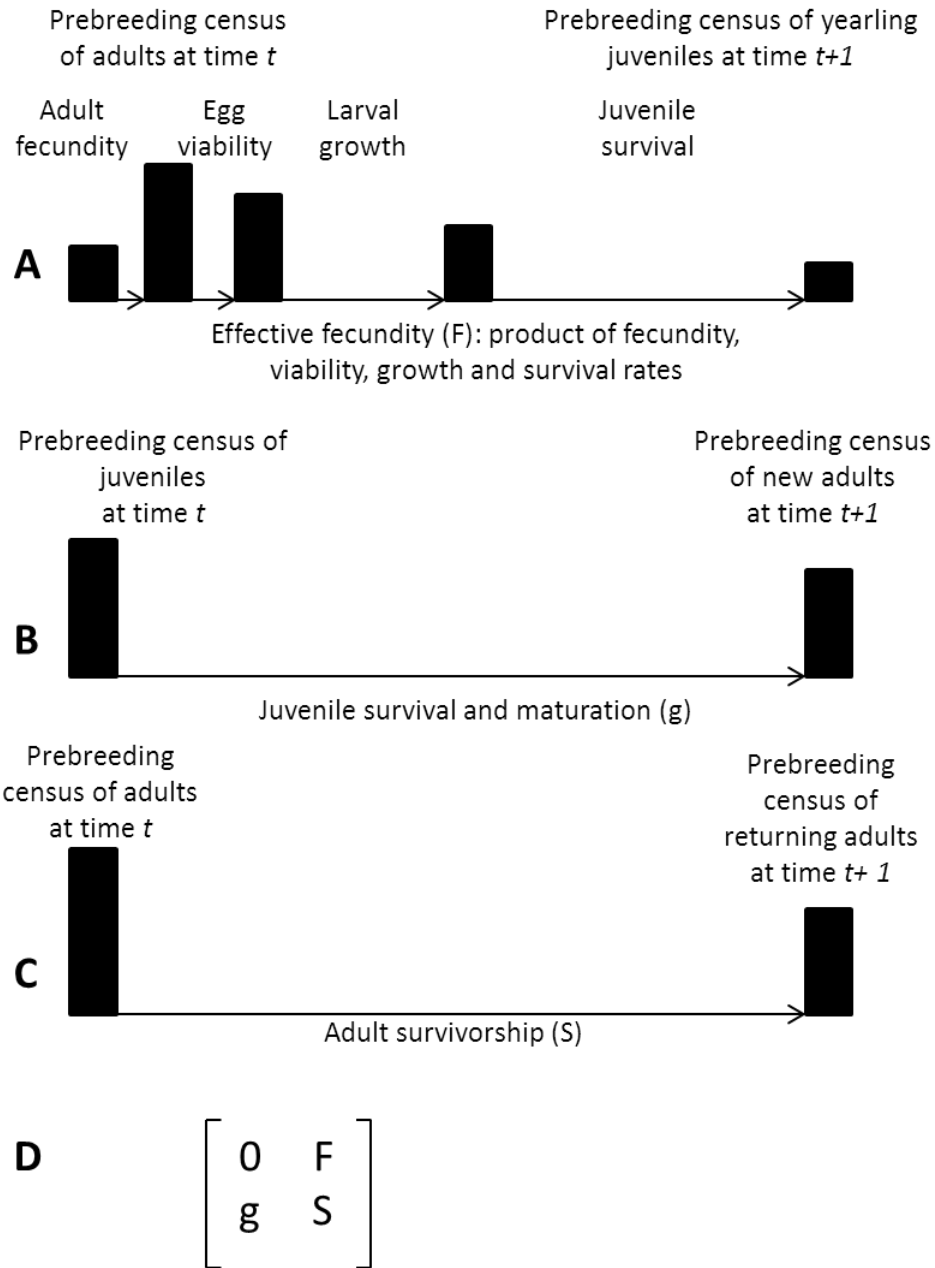 Prebreeding census
of adults at time t
Prebreeding census of yearling
juveniles at time t+1
Adult
fecundity
Egg
viability
Larval
growth
Juvenile
survival
A
Effective fecundity (F): product of fecundity,
viability, growth and survival rates
Prebreeding census of
juveniles
at time t
Prebreeding census
of new adults
at time t+1
B
Juvenile survival and maturation (g)
Prebreeding
census of adults
at time t
Prebreeding
census of
returning adults
at time t+ 1
C
Adult survivorship (S)
D
0 F
g S